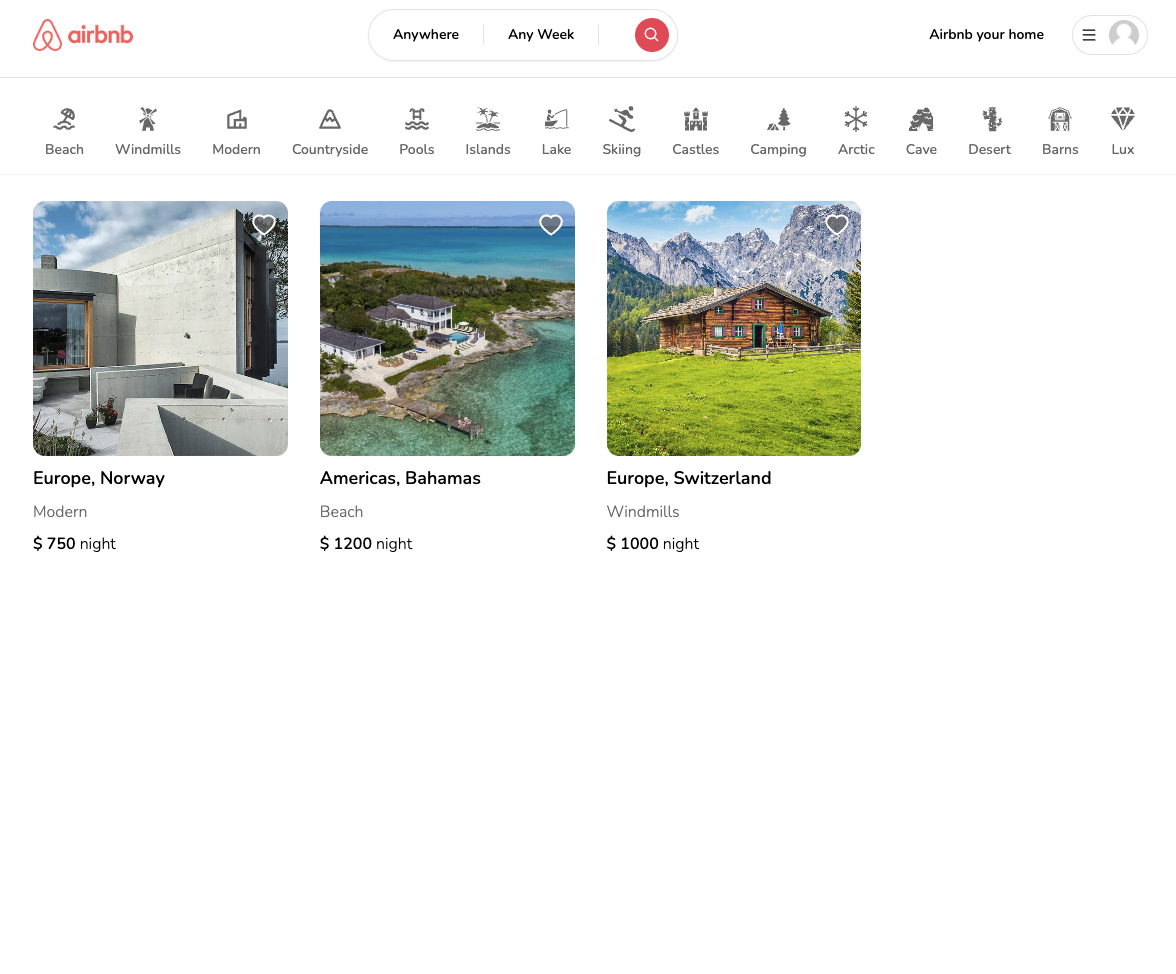 airbnb
Anywhere
Any Week
Airbnb your home
Beach
Windmills
Modern
Countryside
Pools
Islands
Lake
Skiing
Castles
Camping
Arctic
Cave
Desert
Barns
Lux
Europe, Norway
Modern
$ 750 night
Americas, Bahamas
Beach
$ 1200 night
Europe, Switzerland
Windmills
$ 1000 night